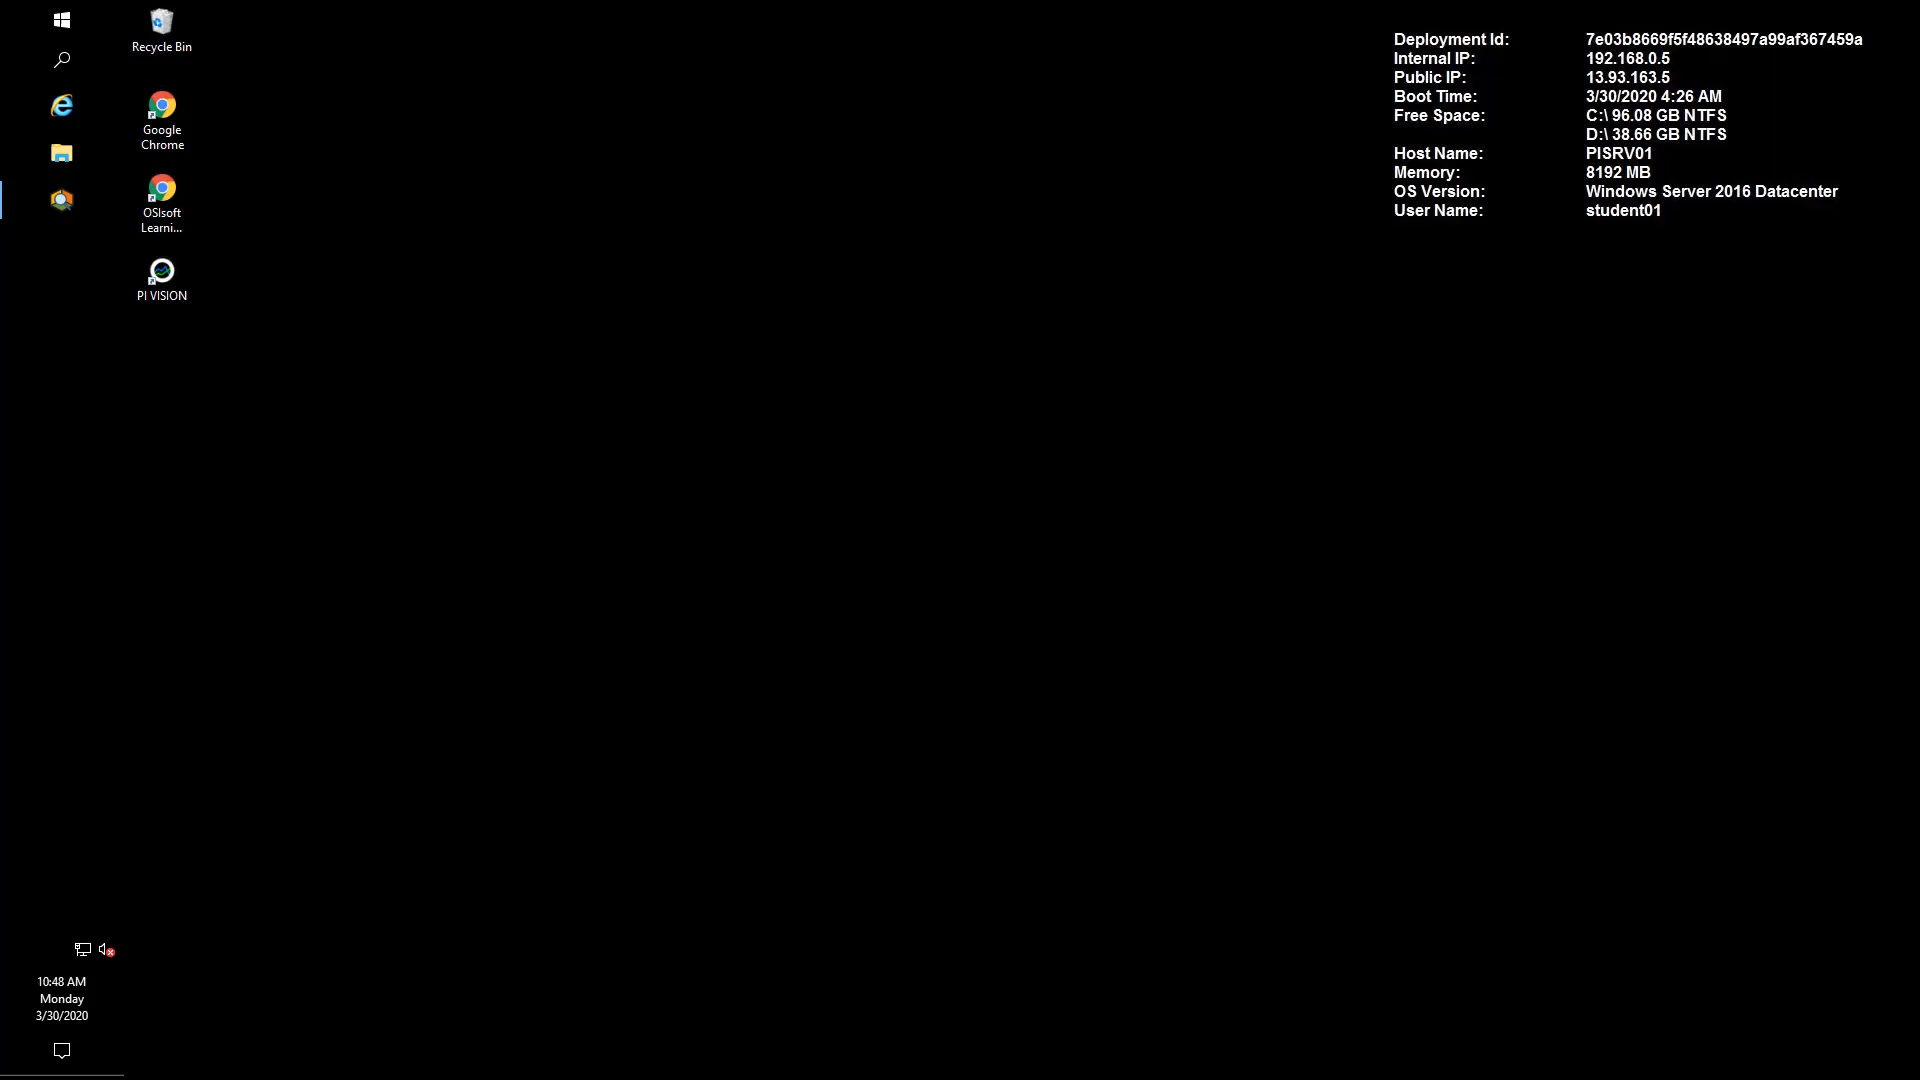 Recycle Bin
Google
Chrome
OSIsoft
Learni...
PI VISION
Deployment Id: 7e03b8669f5f48638497a99af367459a
Internal IP: 192.168.0.5
Public IP: 13.93.163.5
Boot Time: 3/30/2020 4:26 AM
Free Space: C:\ 96.08 GB NTFS
D:\ 38.66 GB NTFS
Host Name: PISRV01
Memory: 8192 MB
OS Version: Windows Server 2016 Datacenter
User Name: student01
10:48 AM
Monday
3/30/2020